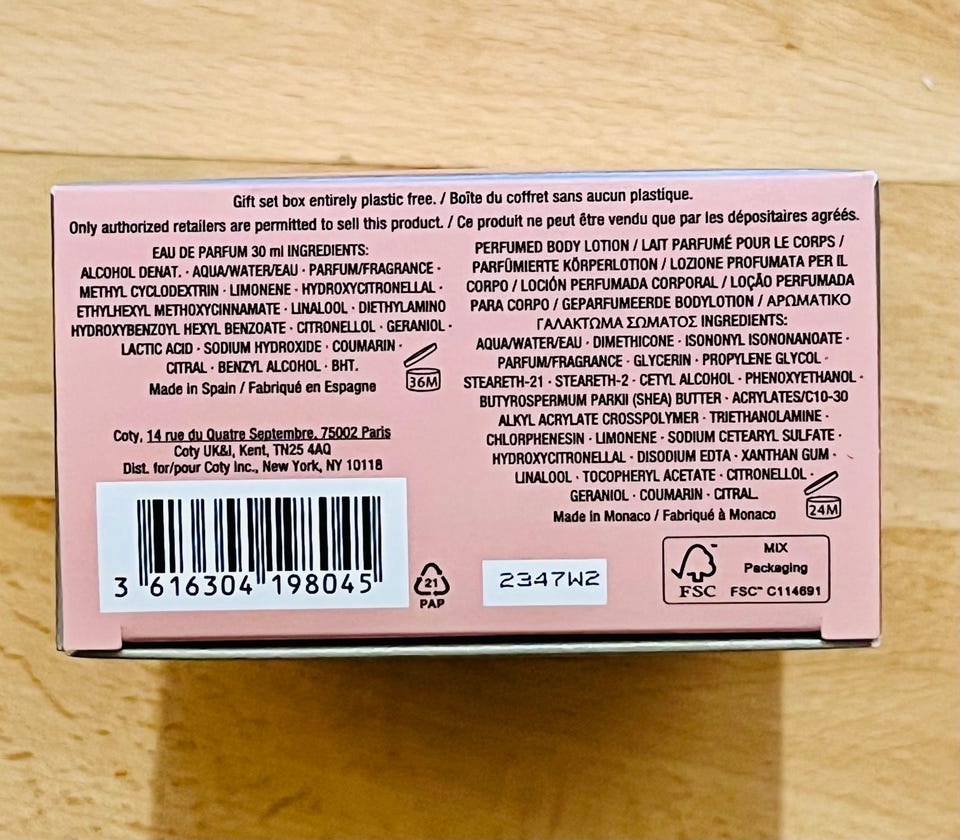 Gift set box entirely plastic free. / Boîte du coffret sans aucun plastique.
Only authorized retailers are permitted to sell this product. / Ce produit ne peut être vendu que par les dépositaires agréés.
EAU DE PARFUM 30 ml INGREDIENTS:
ALCOHOL DENAT. · AQUA/WATER/EAU · PARFUM/FRAGRANCE ·
METHYL CYCLODEXTRIN · LIMONENE · HYDROXYCITRONELLAL ·
ETHYLHEXYL METHOXYCINNAMATE · LINALOOL · DIETHYLAMINO
HYDROXYBENZOYL HEXYL BENZOATE · CITRONELLOL · GERANIOL ·
LACTIC ACID · SODIUM HYDROXIDE · COUMARIN ·
CITRAL · BENZYL ALCOHOL · BHT.
Made in Spain / Fabriqué en Espagne
36M
Coty, 14 rue du Quatre Septembre, 75002 Paris
Coty UK&I, Kent, TN25 4AQ
Dist. for/pour Coty Inc., New York, NY 10118
3 616304 198045
21
PAP
PERFUMED BODY LOTION / LAIT PARFUMÉ POUR LE CORPS /
PARFÜMIERTE KÖRPERLOTION / LOZIONE PROFUMATA PER IL
CORPO / LOCIÓN PERFUMADA CORPORAL / LOÇÃO PERFUMADA
PARA CORPO / GEPARFUMEERDE BODYLOTION / ΑΡΩΜΑΤΙΚΟ
ΓΑΛΑΚΤΩΜΑ ΣΩΜΑΤΟΣ INGREDIENTS:
AQUA/WATER/EAU · DIMETHICONE · ISONONYL ISONONANOATE ·
PARFUM/FRAGRANCE · GLYCERIN · PROPYLENE GLYCOL ·
STEARETH-21 · STEARETH-2 · CETYL ALCOHOL · PHENOXYETHANOL ·
BUTYROSPERMUM PARKII (SHEA) BUTTER · ACRYLATES/C10-30
ALKYL ACRYLATE CROSSPOLYMER · TRIETHANOLAMINE ·
CHLORPHENESIN · LIMONENE · SODIUM CETEARYL SULFATE ·
HYDROXYCITRONELLAL · DISODIUM EDTA · XANTHAN GUM ·
LINALOOL · TOCOPHERYL ACETATE · CITRONELLOL ·
GERANIOL · COUMARIN · CITRAL.
Made in Monaco / Fabriqué à Monaco
24M
2347W2
FSC
MIX
Packaging
FSC™ C114691